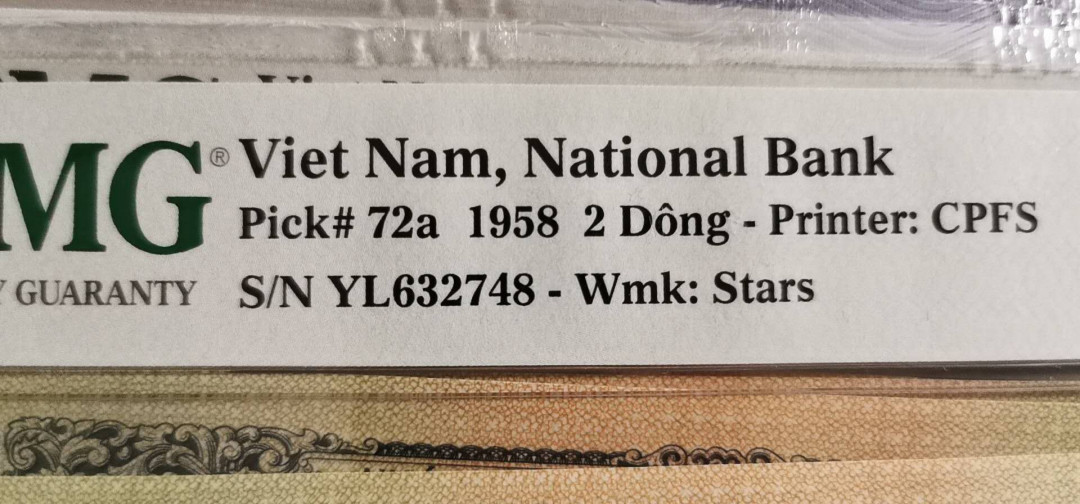 MG® Viet Nam, National Bank
Pick# 72a 1958 2 Dông - Printer: CPFS
GUARANTY S/N YL632748 - Wmk: Stars